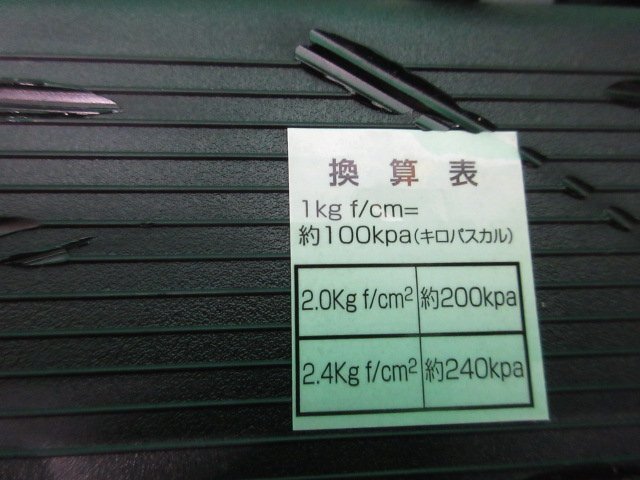 換算表
1kg f/cm=
約100kpa(キロパスカル)
2.0Kg f/cm² 約200kpa
2.4Kg f/cm² 約240kpa